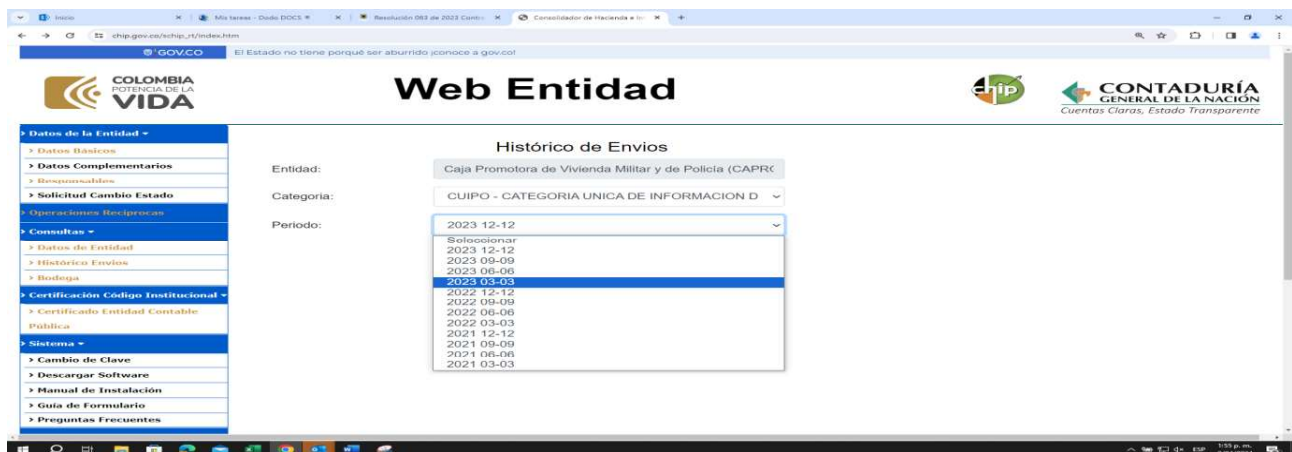 Inicio
Mis tareas - Dodo DOCS
Resolución 083 de 2023 Contr
Consolidador de Hacienda e In
chip.gov.co/schip_rt/index.htm
GOV.CO
El Estado no tiene porqué ser aburrido ¡conoce a gov.co!
COLOMBIA
POTENCIA DE LA
VIDA
Web Entidad
chip
CONTADURÍA
GENERAL DE LA NACIÓN
Cuentas Claras, Estado Transparente
Datos de la Entidad
> Datos Básicos
> Datos Complementarios
> Responsables
> Solicitud Cambio Estado
> Operaciones Reciprocas
> Consultas
> Datos de Entidad
> Histórico Envios
> Bodega
> Certificación Código Institucional
> Certificado Entidad Contable
Pública
> Sistema
> Cambio de Clave
> Descargar Software
> Manual de Instalación
> Guía de Formulario
> Preguntas Frecuentes
Histórico de Envios
Entidad:
Caja Promotora de Vivienda Militar y de Policía (CAPR(
Categoria:
CUIPO - CATEGORIA UNICA DE INFORMACION D
Periodo:
2023 12-12
Seleccionar
2023 12-12
2023 09-09
2023 06-06
2023 03-03
2022 12-12
2022 09-09
2022 06-06
2022 03-03
2021 12-12
2021 09-09
2021 06-06
2021 03-03
ESP
1:55 p. m.